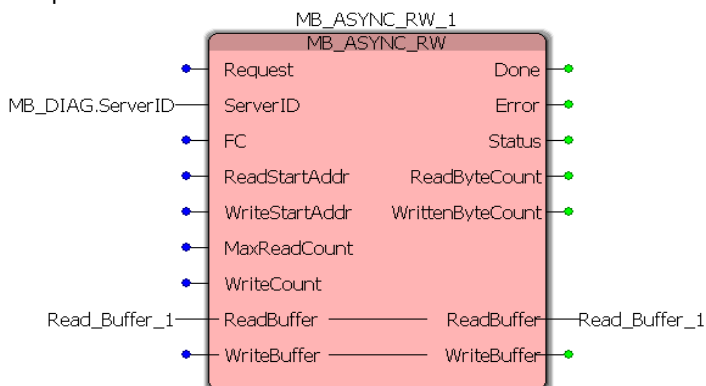 MB_ASYNC_RW_1
MB_ASYNC_RW
Request Done
MB_DIAG.ServerID ServerID Error
FC Status
ReadStartAddr ReadByteCount
WriteStartAddr WrittenByteCount
MaxReadCount
WriteCount
Read_Buffer_1 ReadBuffer ReadBuffer Read_Buffer_1
WriteBuffer WriteBuffer